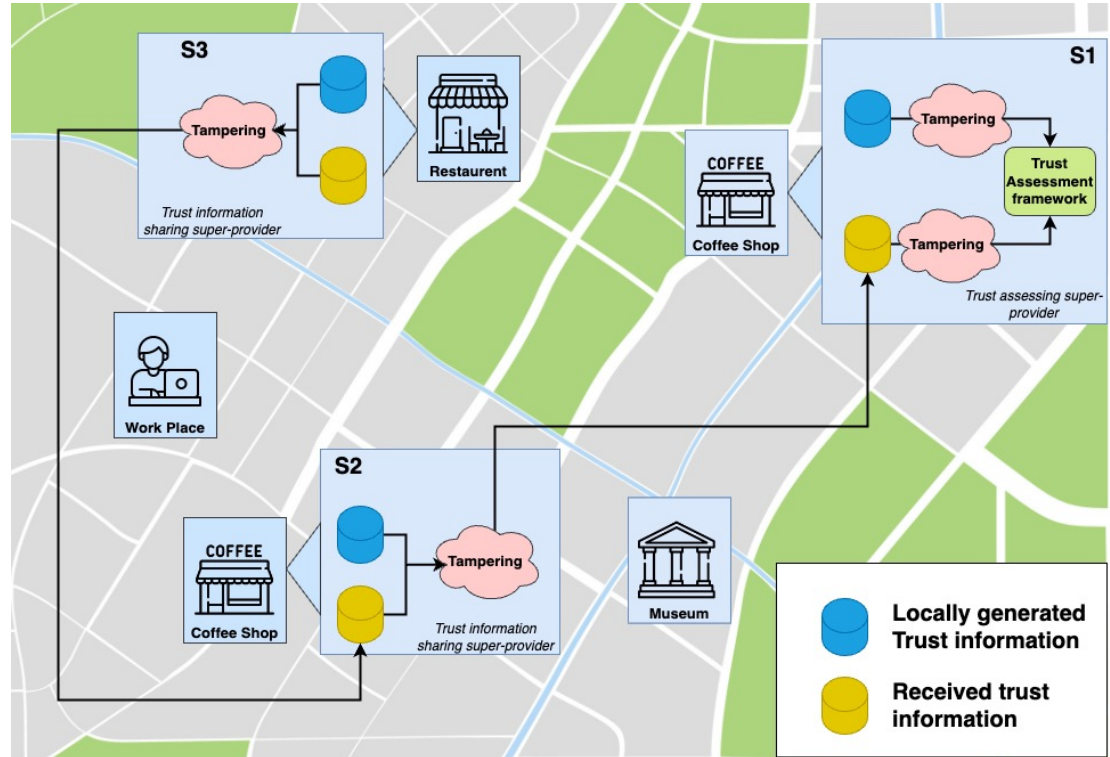 S3
Tampering
Trust information
sharing super-provider
Restaurent
S1
Tampering
Trust
Assessment
framework
Tampering
Trust assessing super-
provider
COFFEE
Coffee Shop
Work Place
S2
Tampering
Trust information
sharing super-provider
COFFEE
Coffee Shop
Museum
Locally generated
Trust information
Received trust
information